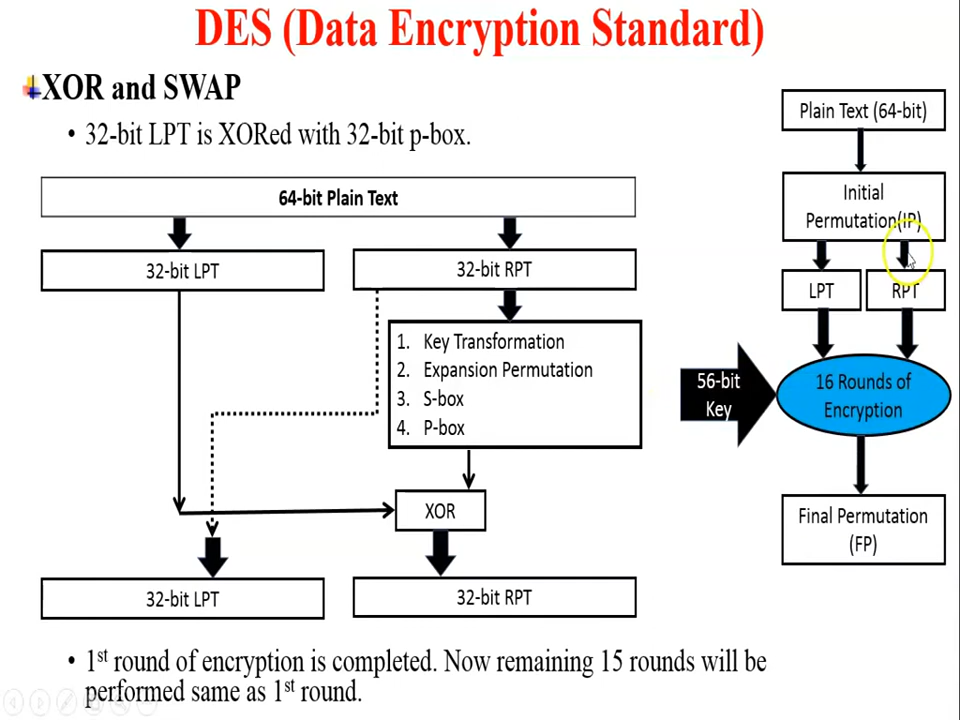 DES (Data Encryption Standard)
XOR and SWAP
• 32-bit LPT is XORed with 32-bit p-box.
64-bit Plain Text
32-bit LPT
32-bit RPT
1. Key Transformation
2. Expansion Permutation
3. S-box
4. P-box
XOR
32-bit LPT
32-bit RPT
• 1st round of encryption is completed. Now remaining 15 rounds will be
performed same as 1st round.
Plain Text (64-bit)
Initial
Permutation(IP)
LPT
RPT
56-bit
Key
16 Rounds of
Encryption
Final Permutation
(FP)